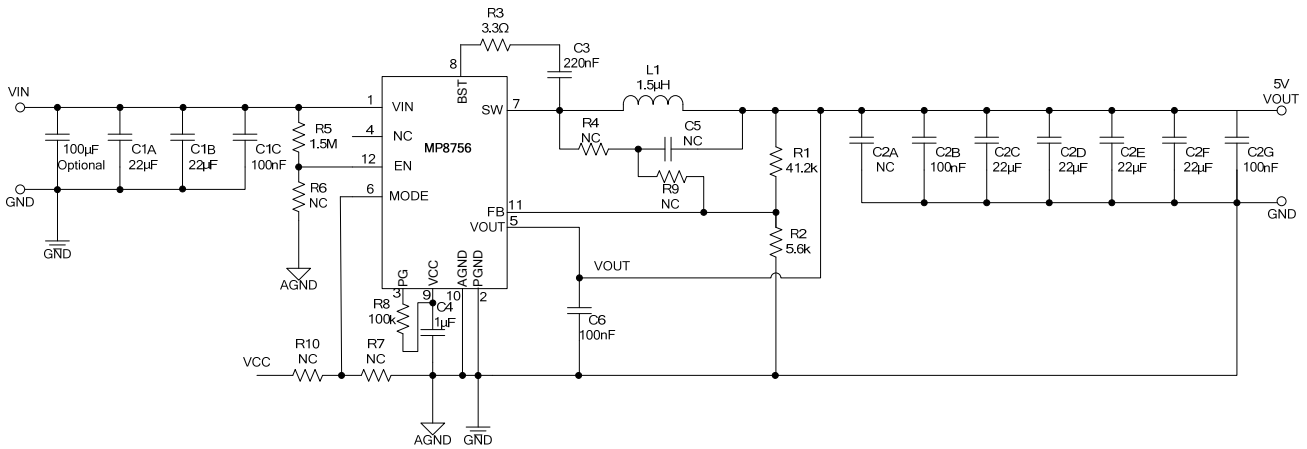 R3
3.3Ω
C3
220nF
8
BST
L1
1.5µH
VIN
1
VIN
SW
7
5V
VOUT
100µF
Optional
C1A
22µF
C1B
22µF
C1C
100nF
R5
1.5M
4
NC
MP8756
R4
NC
C5
NC
R1
41.2k
C2A
NC
C2B
100nF
C2C
22µF
C2D
22µF
C2E
22µF
C2F
22µF
C2G
100nF
12
EN
R6
NC
6
MODE
R9
NC
GND
FB
11
VOUT
5
GND
R2
5.6k
GND
AGND
VOUT
PG
VCC
AGND
PGND
3
9
10
2
R8
100k
C4
1µF
C6
100nF
VCC
R10
NC
R7
NC
AGND
GND